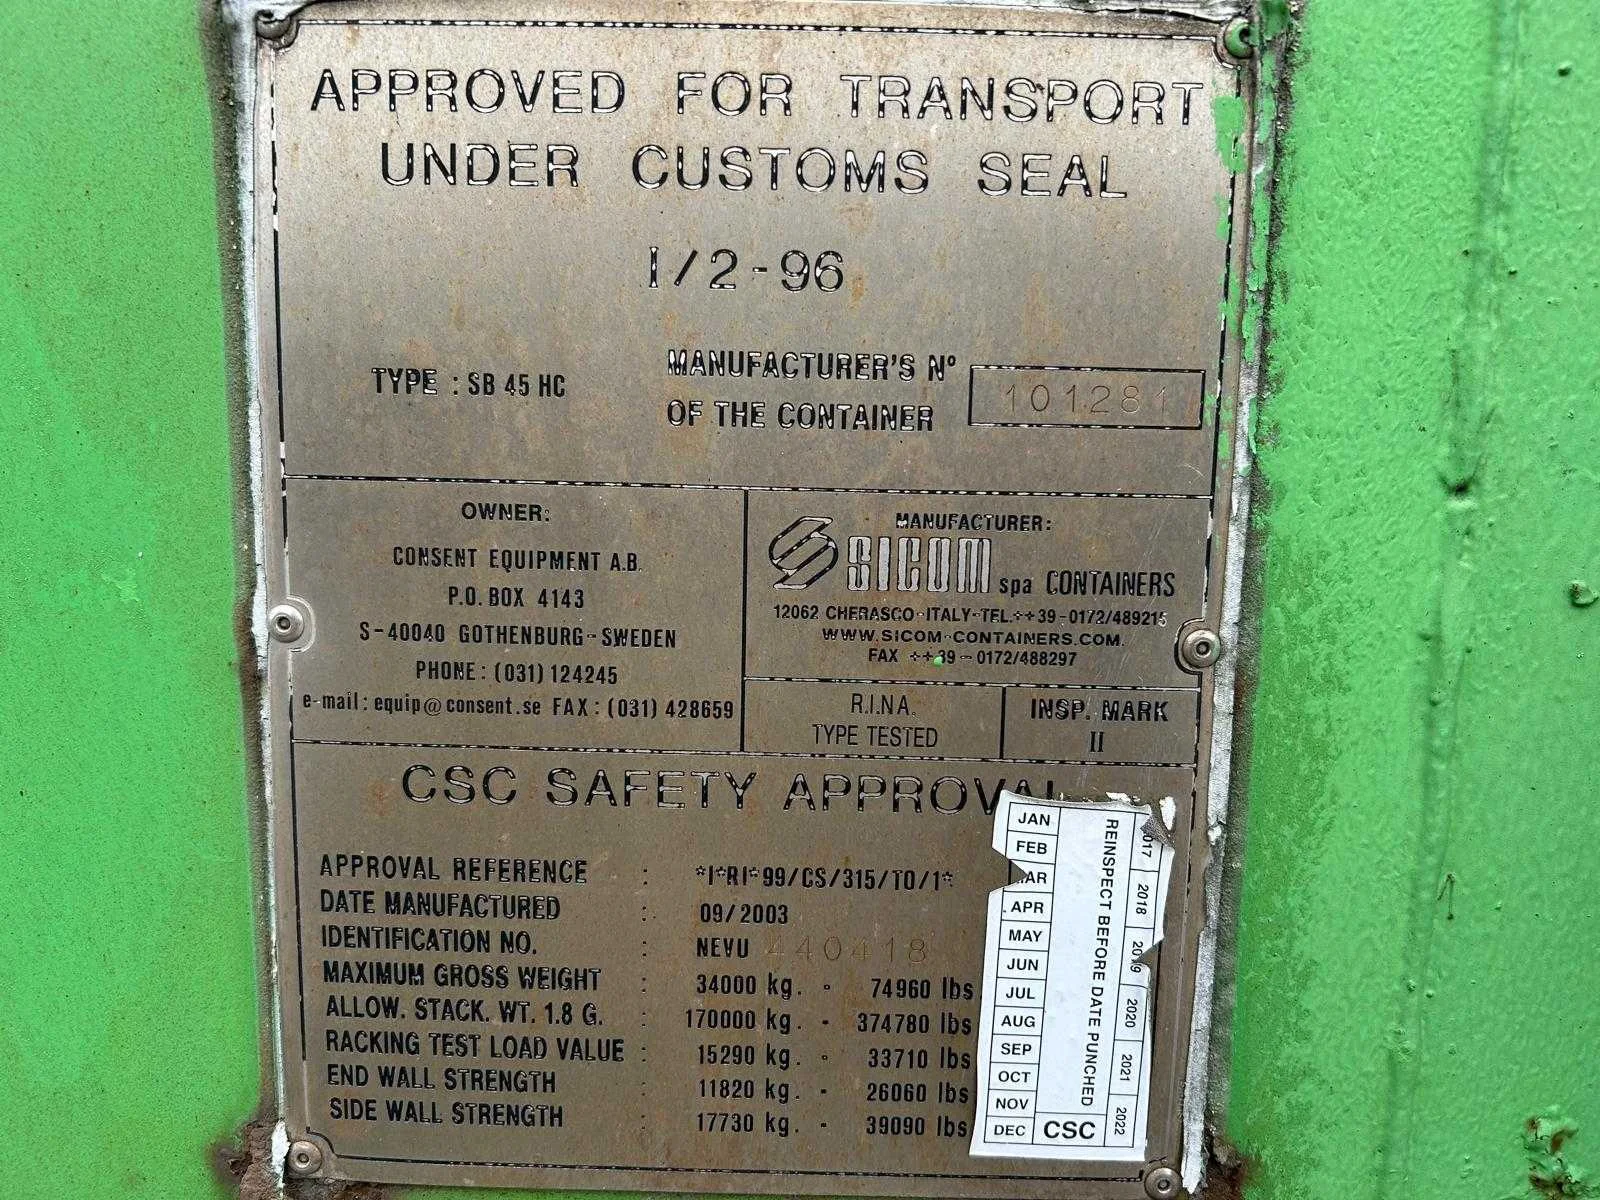 APPROVED FOR TRANSPORT
UNDER CUSTOMS SEAL
I/2-96
TYPE : SB 45 HC
MANUFACTURER'S Nº
OF THE CONTAINER
101281
OWNER:
CONSENT EQUIPMENT A.B.
P.O. BOX 4143
S-40040 GOTHENBURG-SWEDEN
PHONE: (031) 124245
e-mail: equip@consent.se FAX: (031) 428659
MANUFACTURER:
SICOM spa CONTAINERS
12062 CHERASCO-ITALY-TEL.++39-0172/489215
WWW.SICOM-CONTAINERS.COM.
FAX ++39-0172/488297
R.I.N.A.
TYPE TESTED
INSP. MARK
II
CSC SAFETY APPROVAL
APPROVAL REFERENCE : *I*RI*99/CS/315/TO/1*
DATE MANUFACTURED : 09/2003
IDENTIFICATION NO. : NEVU 440418
MAXIMUM GROSS WEIGHT : 34000 kg. - 74960 lbs
ALLOW. STACK. WT. 1.8 G. : 170000 kg. - 374780 lbs
RACKING TEST LOAD VALUE : 15290 kg. - 33710 lbs
END WALL STRENGTH : 11820 kg. - 26060 lbs
SIDE WALL STRENGTH : 17730 kg. - 39090 lbs
JAN
FEB
AR
APR
MAY
JUN
JUL
AUG
SEP
OCT
NOV
DEC
REINSPECT BEFORE DATE PUNCHED
CSC
017
2018
2019
2020
2021
2022